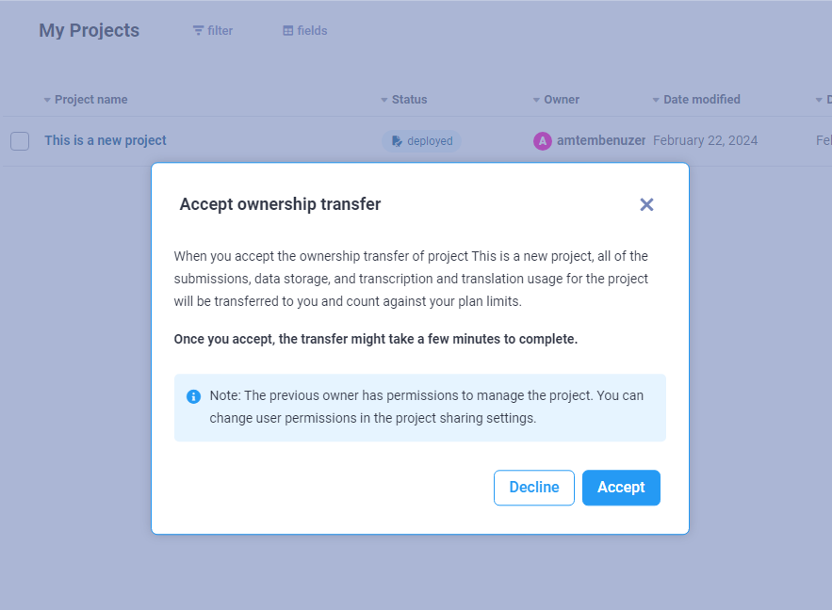 My Projects filter fields
Project name Status Owner Date modified
This is a new project deployed A amtembenuzer February 22, 2024
Accept ownership transfer
When you accept the ownership transfer of project This is a new project, all of the
submissions, data storage, and transcription and translation usage for the project
will be transferred to you and count against your plan limits.
Once you accept, the transfer might take a few minutes to complete.
Note: The previous owner has permissions to manage the project. You can
change user permissions in the project sharing settings.
Decline Accept